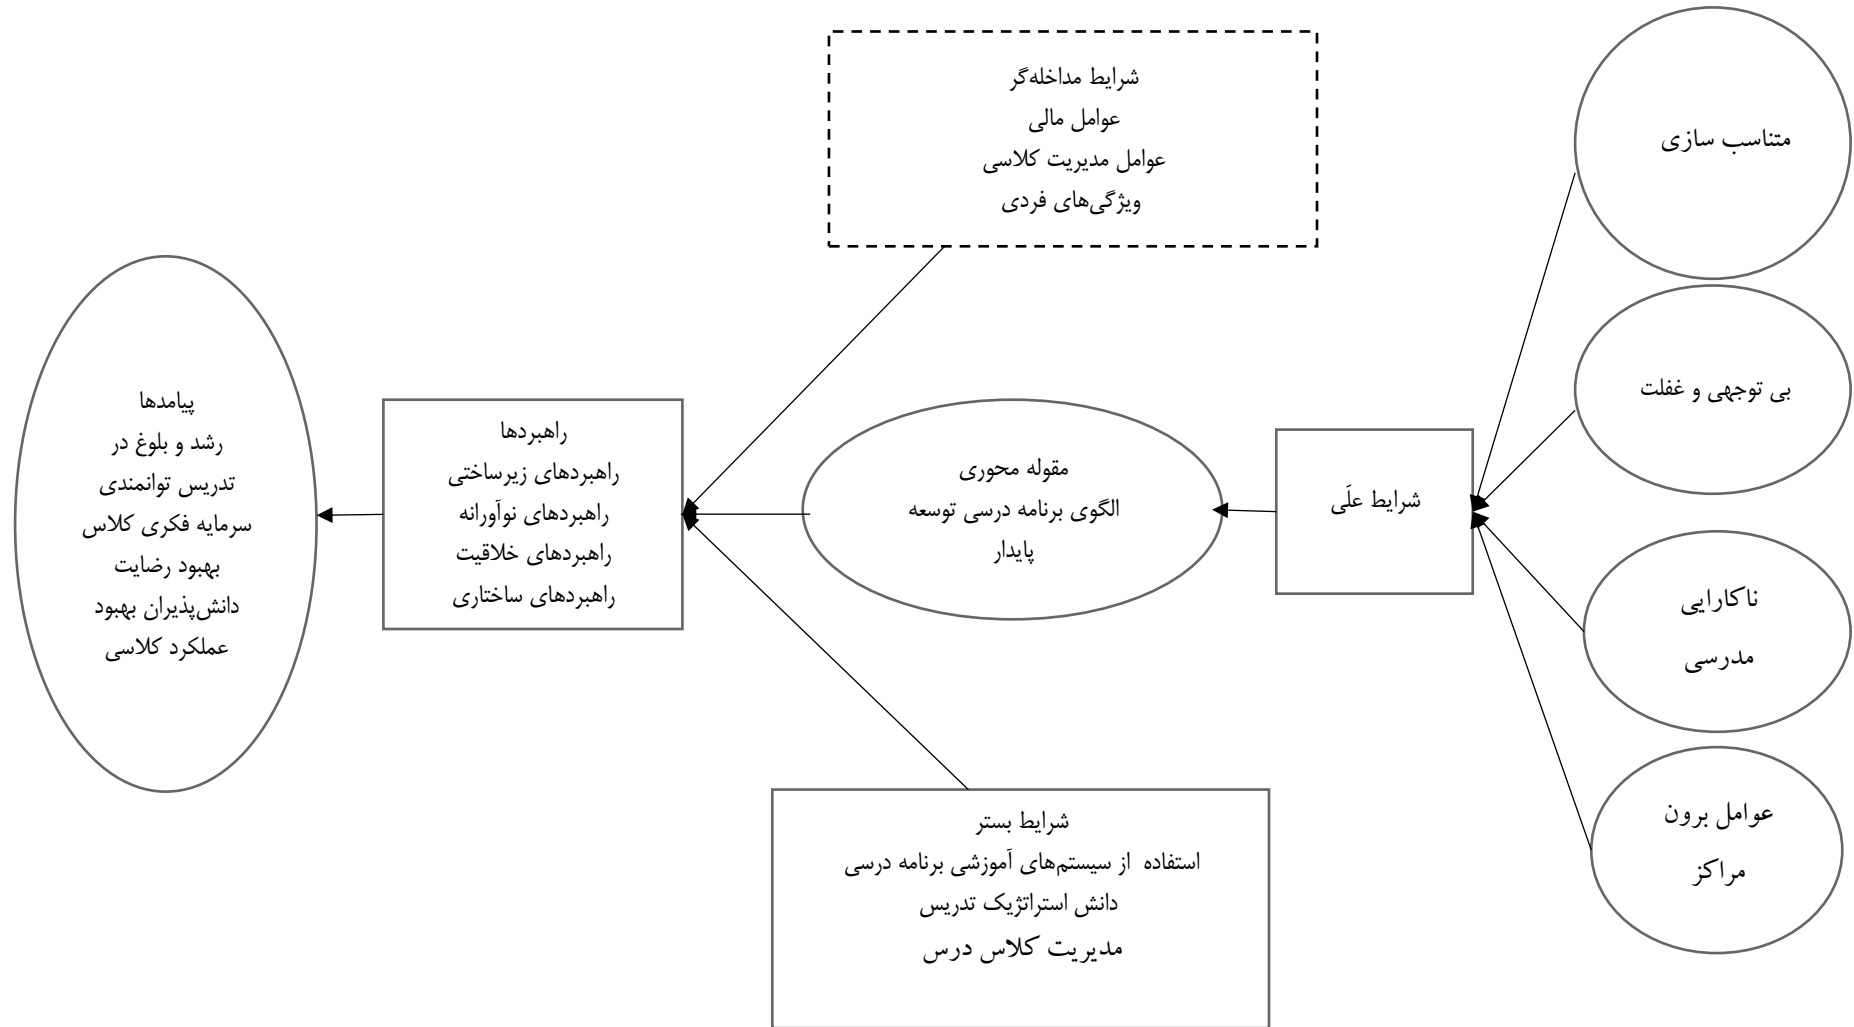 شرایط مداخله‌گر
عوامل مالی
عوامل مدیریت کلاسی
ویژگی‌های فردی
متناسب سازی
بی توجهی و غفلت
ناکارایی
مدرسی
عوامل برون
مراکز
شرایط علّی
مقوله محوری
الگوی برنامه درسی توسعه
پایدار
راهبردها
راهبردهای زیرساختی
راهبردهای نوآورانه
راهبردهای خلاقیت
راهبردهای ساختاری
پیامدها
رشد و بلوغ در
تدریس توانمندی
سرمایه فکری کلاس
بهبود رضایت
دانش‌پذیران بهبود
عملکرد کلاسی
شرایط بستر
استفاده از سیستم‌های آموزشی برنامه درسی
دانش استراتژیک تدریس
مدیریت کلاس درس